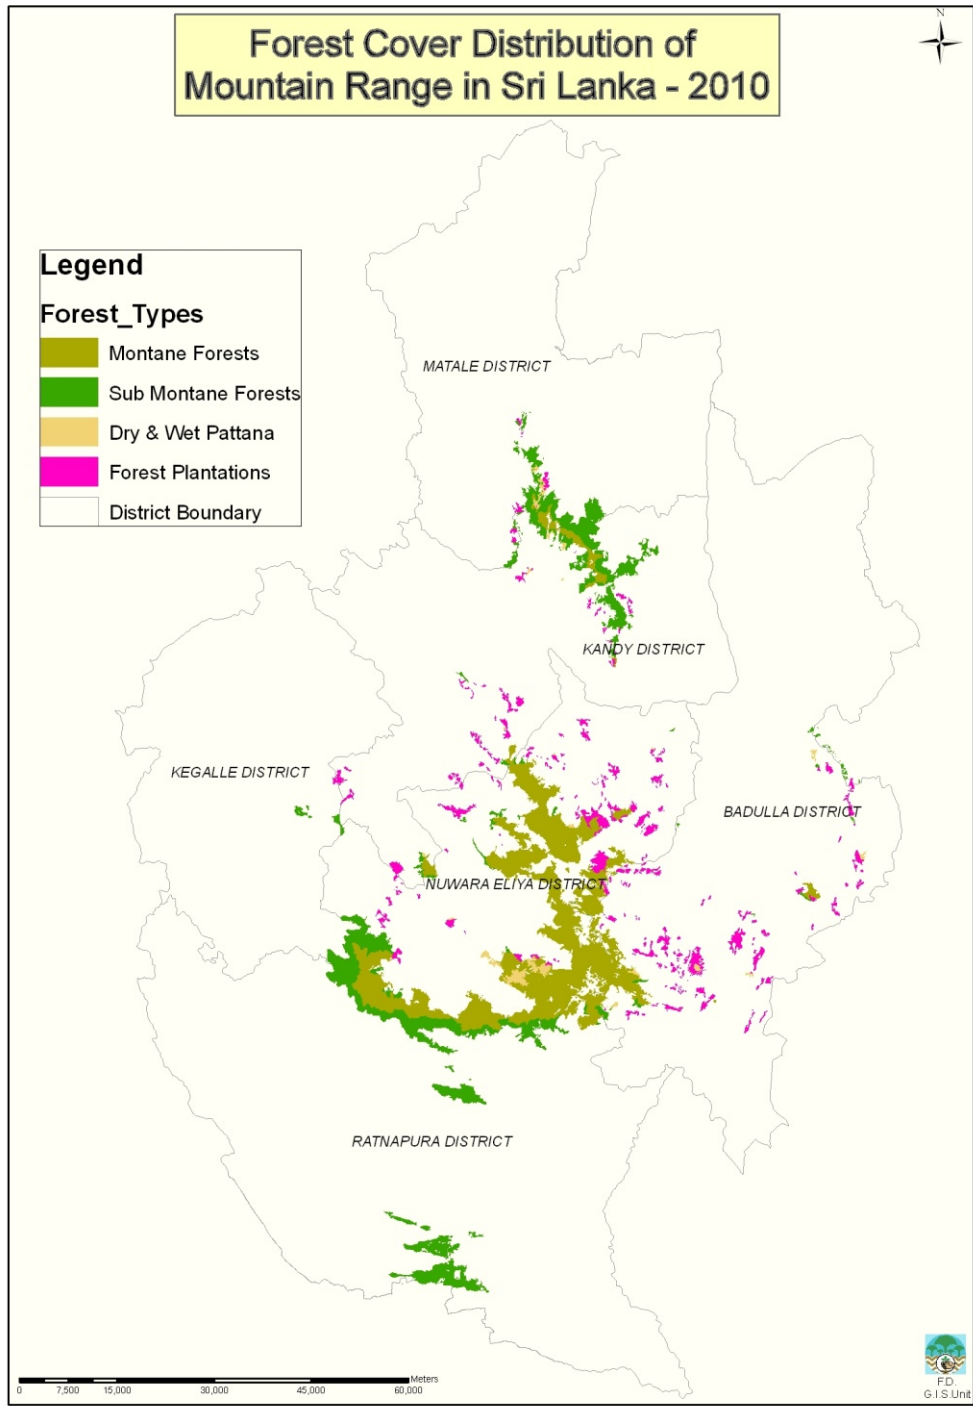 Forest Cover Distribution of
Mountain Range in Sri Lanka - 2010
N
Legend
Forest_Types
Montane Forests
Sub Montane Forests
Dry & Wet Pattana
Forest Plantations
District Boundary
MATALE DISTRICT
KANDY DISTRICT
KEGALLE DISTRICT
BADULLA DISTRICT
NUWARA ELIYA DISTRICT
RATNAPURA DISTRICT
Meters
0 7,500 15,000 30,000 45,000 60,000
F.D.
G.I.S.Unit